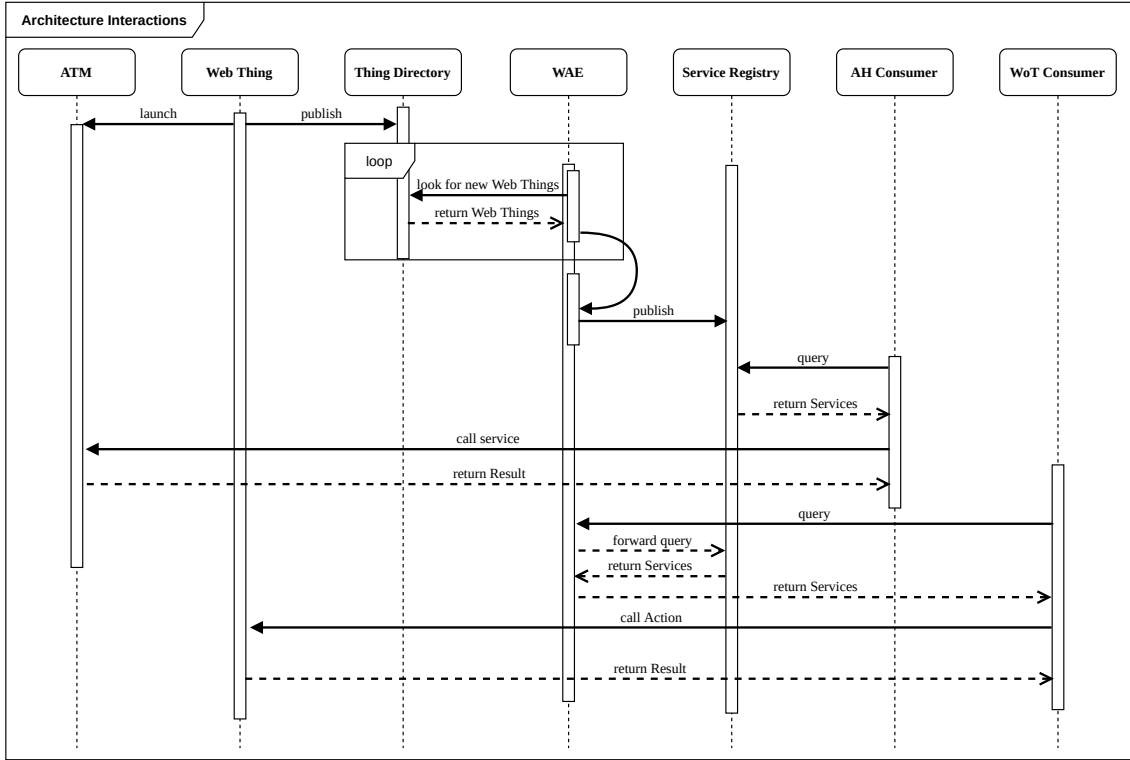 Architecture Interactions
ATM
Web Thing
Thing Directory
WAE
Service Registry
AH Consumer
WoT Consumer
launch
publish
loop
look for new Web Things
return Web Things
publish
query
return Services
call service
return Result
query
forward query
return Services
return Services
call Action
return Result